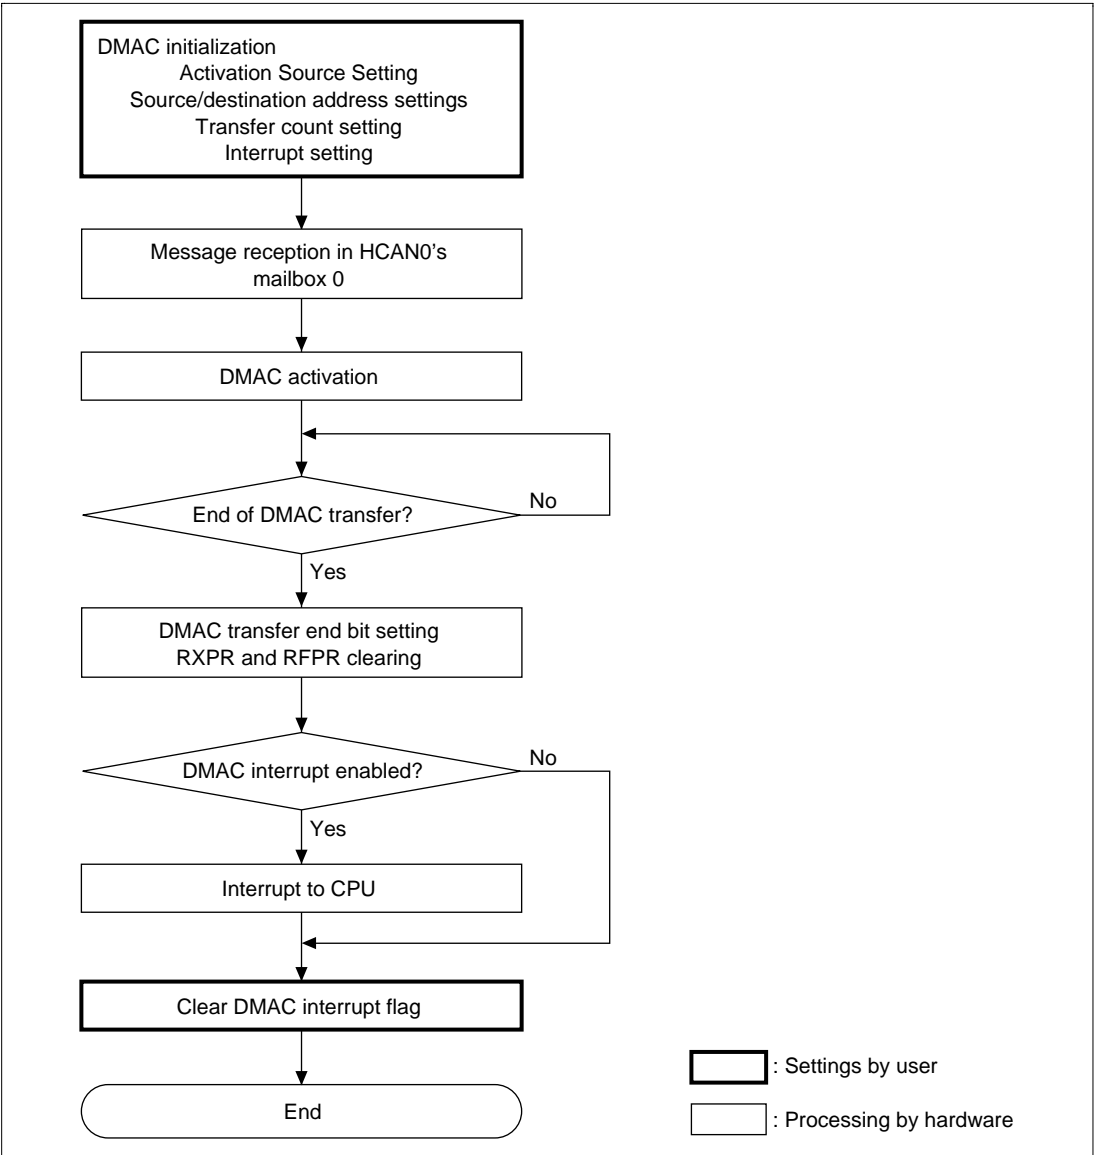 DMAC initialization
Activation Source Setting
Source/destination address settings
Transfer count setting
Interrupt setting
Message reception in HCAN0's
mailbox 0
DMAC activation
End of DMAC transfer?
No
Yes
DMAC transfer end bit setting
RXPR and RFPR clearing
DMAC interrupt enabled?
No
Yes
Interrupt to CPU
Clear DMAC interrupt flag
End
: Settings by user
: Processing by hardware